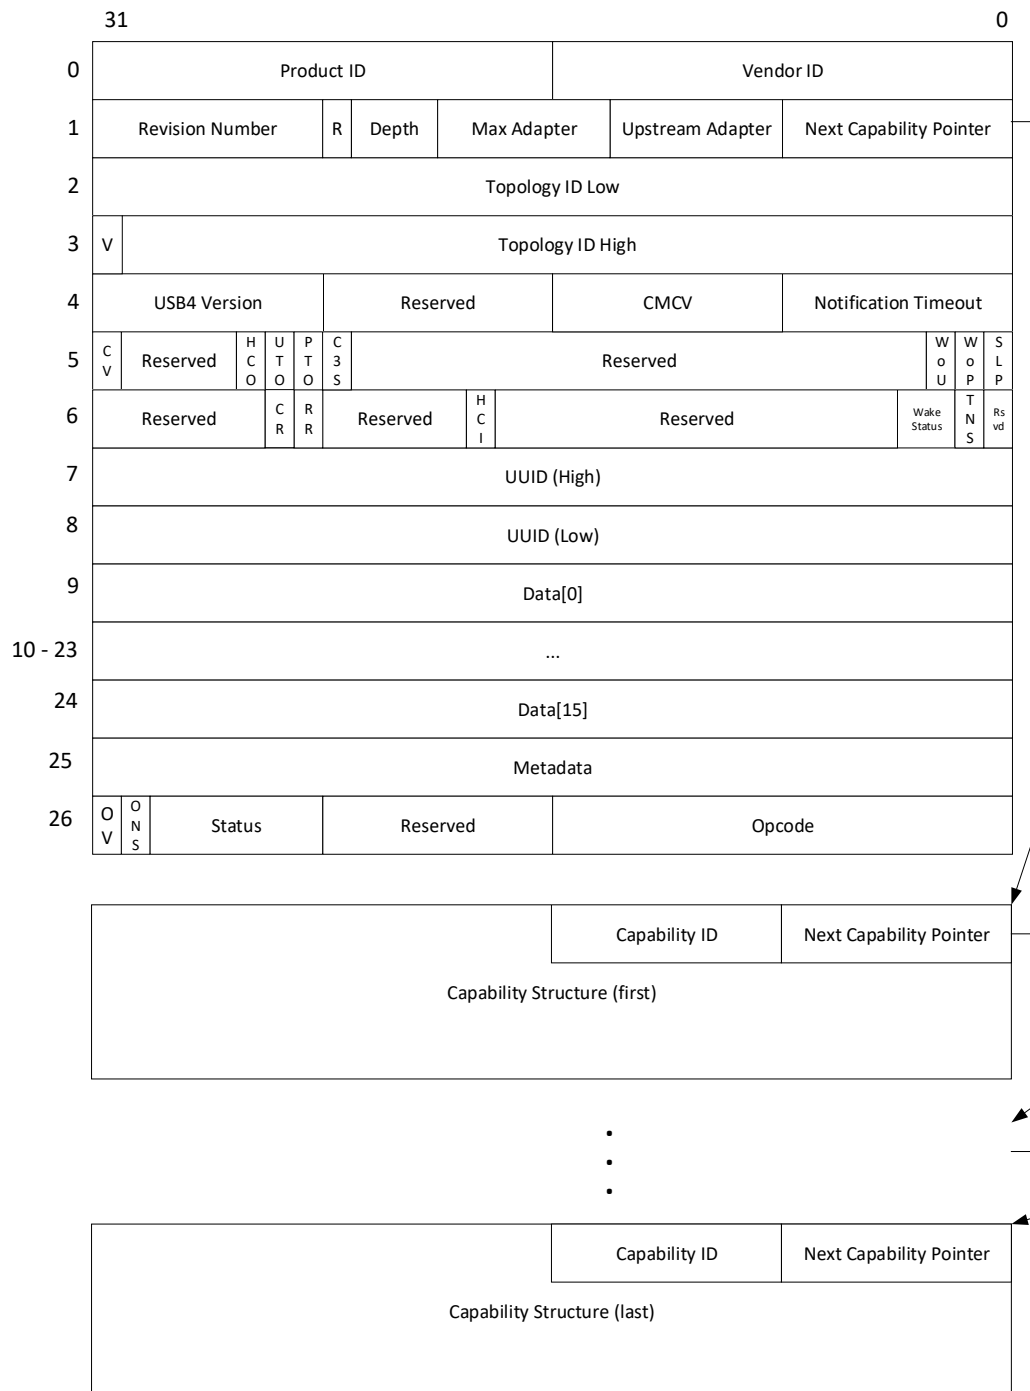 31 0
0 Product ID Vendor ID
1 Revision Number R Depth Max Adapter Upstream Adapter Next Capability Pointer
2 Topology ID Low
3 V Topology ID High
4 USB4 Version Reserved CMCV Notification Timeout
5 CV Reserved HCO UTO PTO C3S Reserved WoU WoP SLP
6 Reserved CR RR Reserved HCI Reserved Wake Status TNS Rsvd
7 UUID (High)
8 UUID (Low)
9 Data[0]
10 - 23 ...
24 Data[15]
25 Metadata
26 OV ONS Status Reserved Opcode
Capability ID Next Capability Pointer
Capability Structure (first)
Capability ID Next Capability Pointer
Capability Structure (last)